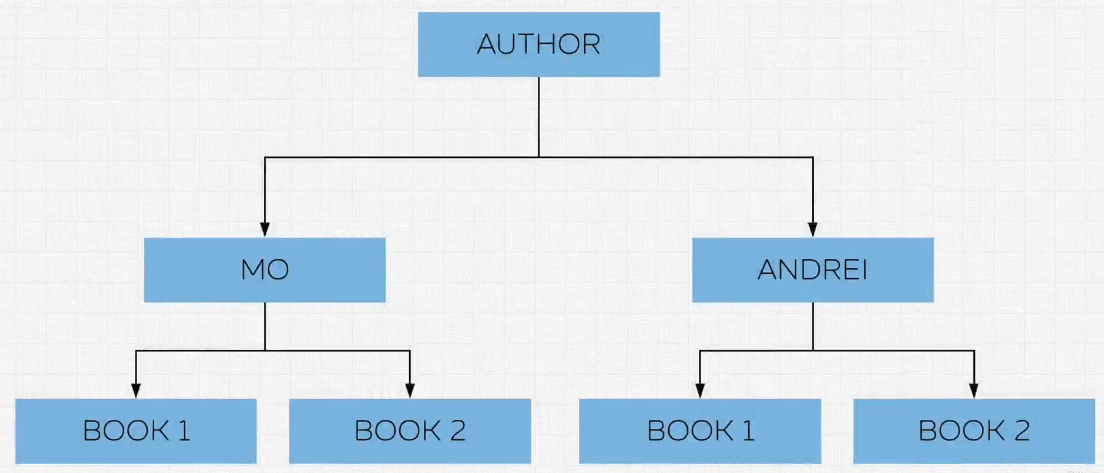 AUTHOR
MO
ANDREI
BOOK 1
BOOK 2
BOOK 1
BOOK 2